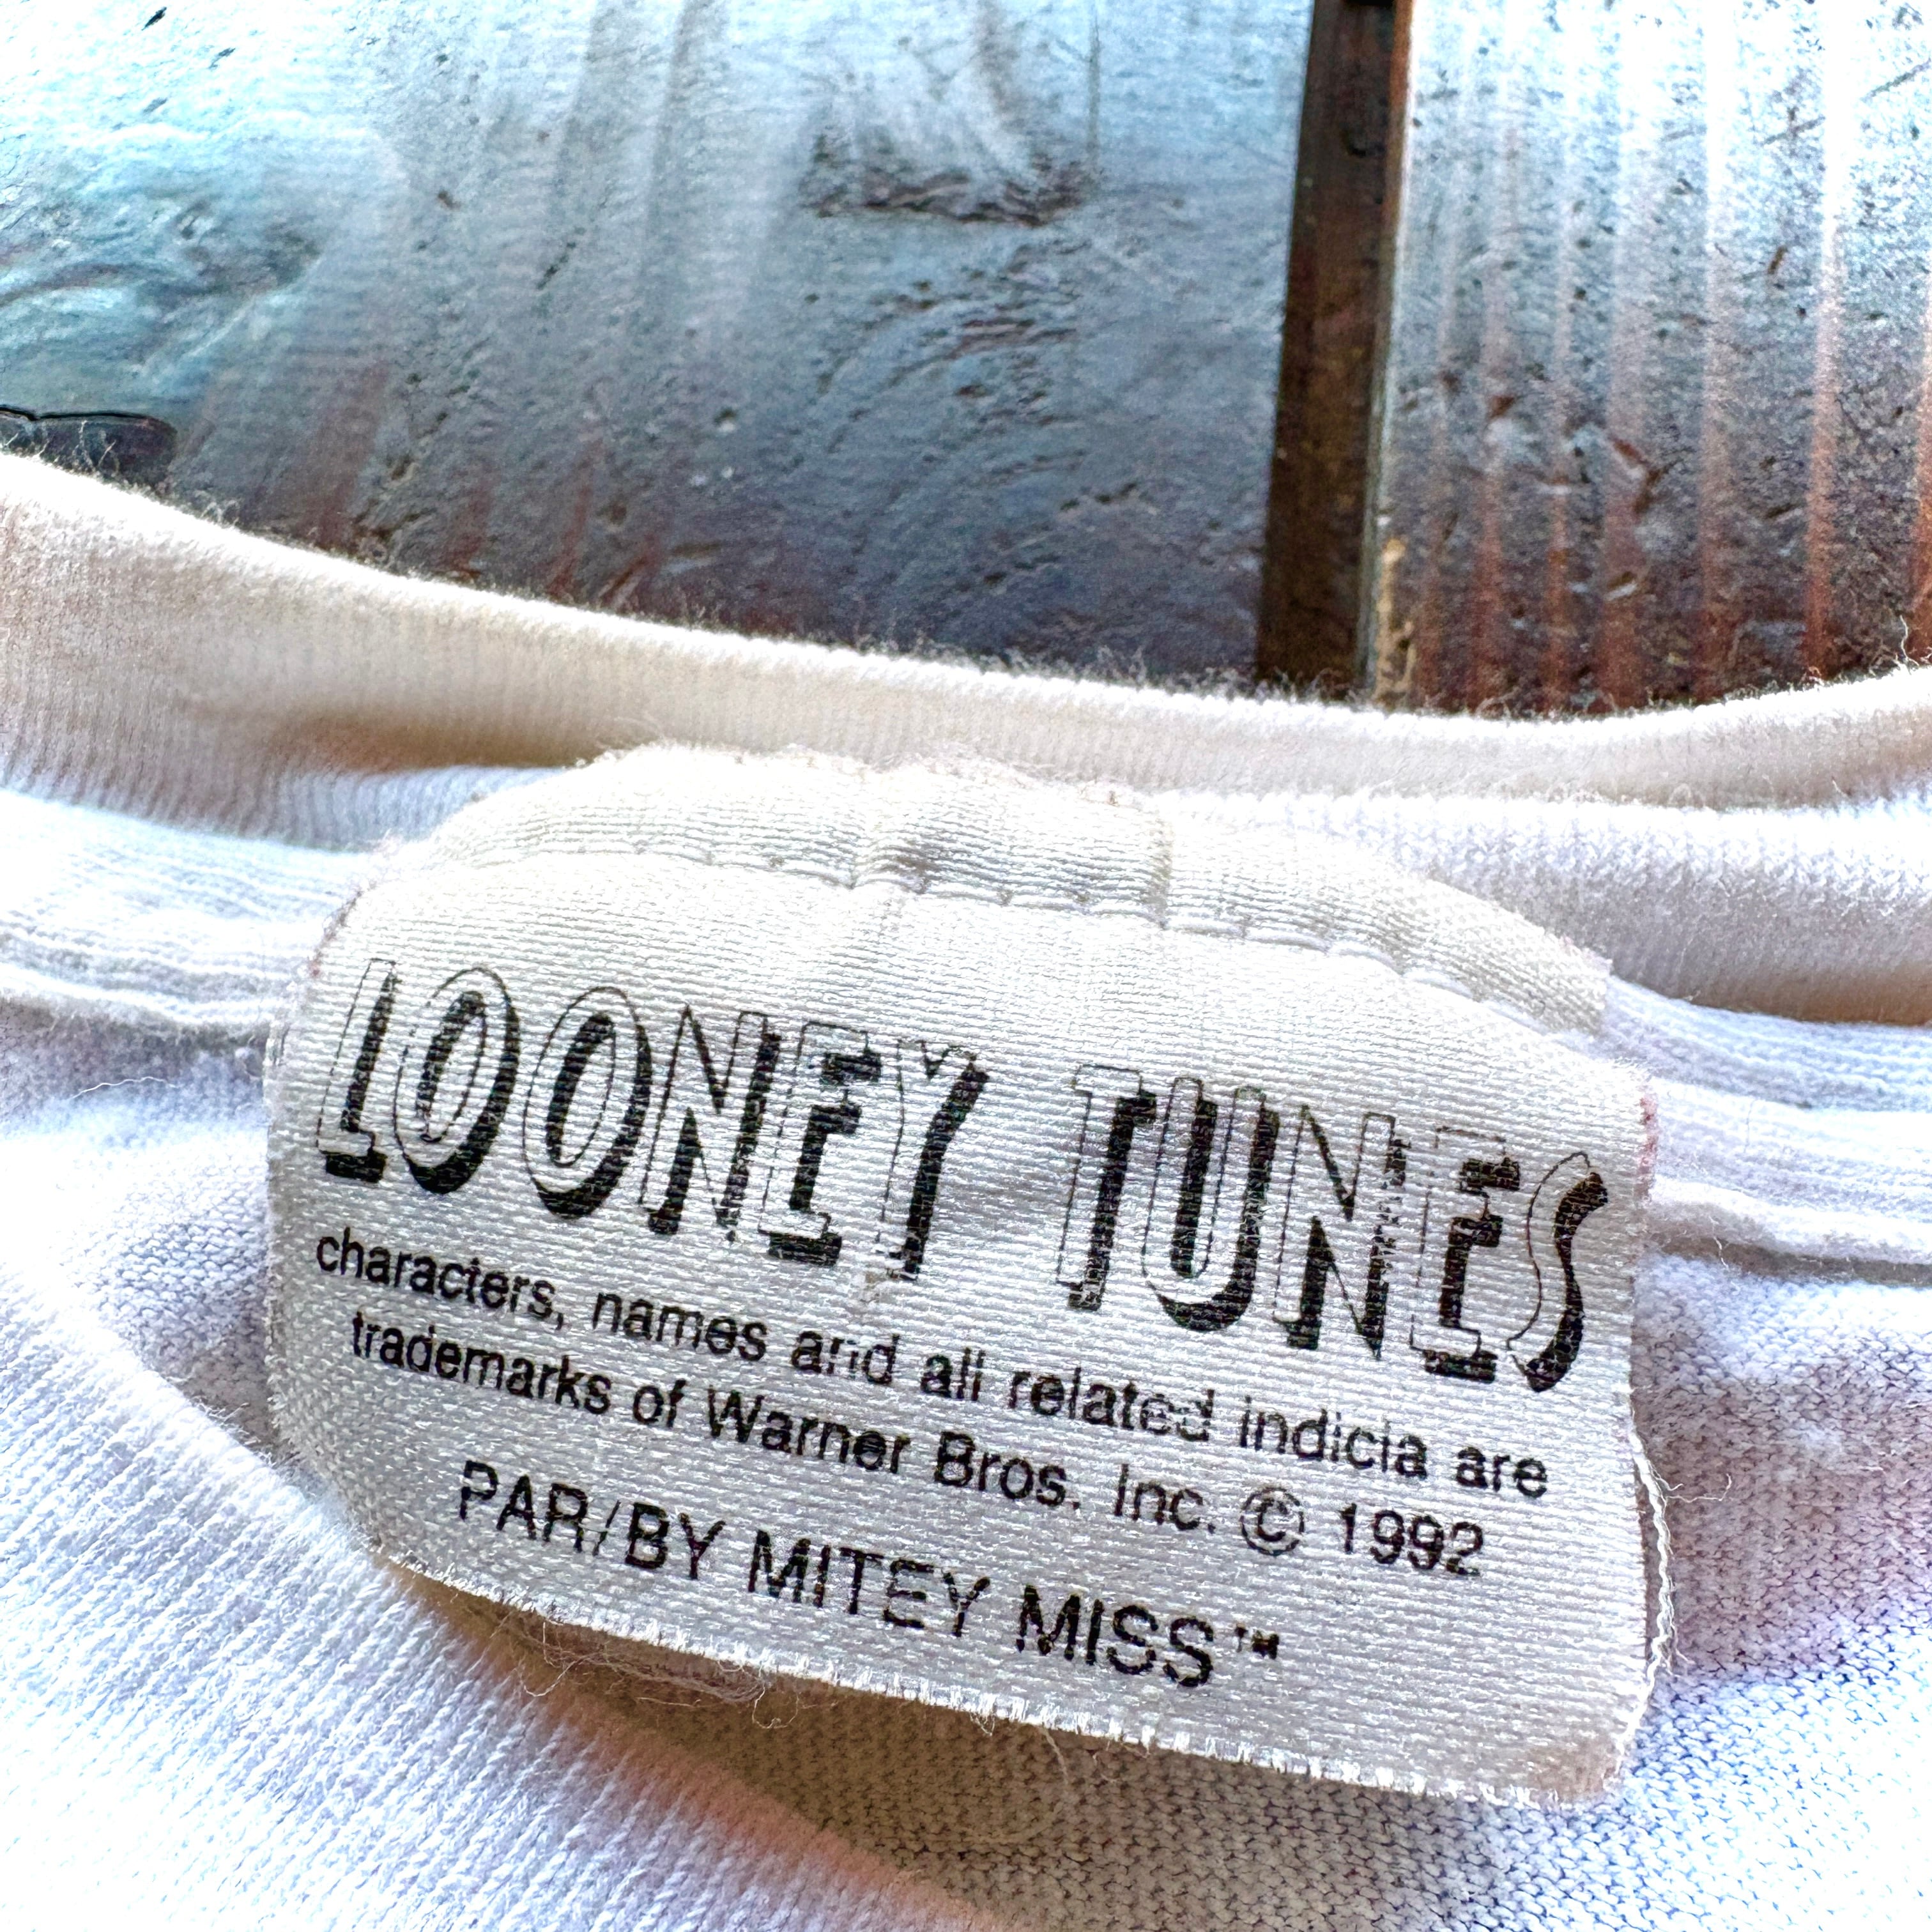 LOONEY TUNES
characters, names and all related indicia are
trademarks of Warner Bros. Inc. © 1992
PAR/BY MITEY MISS™